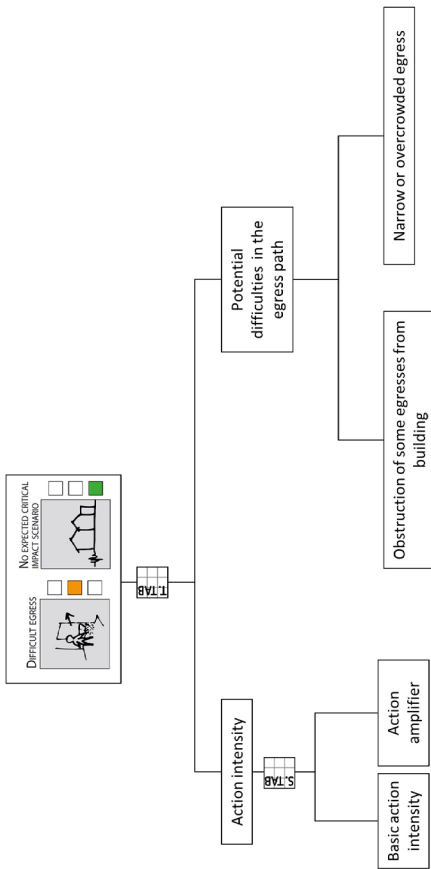 DIFFICULT EGRESS
NO EXPECTED CRITICAL
IMPACT SCENARIO
T. TAB
Action intensity
Potential
difficulties in the
egress path
S. TAB
Basic action
intensity
Action
amplifier
Obstruction of some egresses from
building
Narrow or overcrowded egress